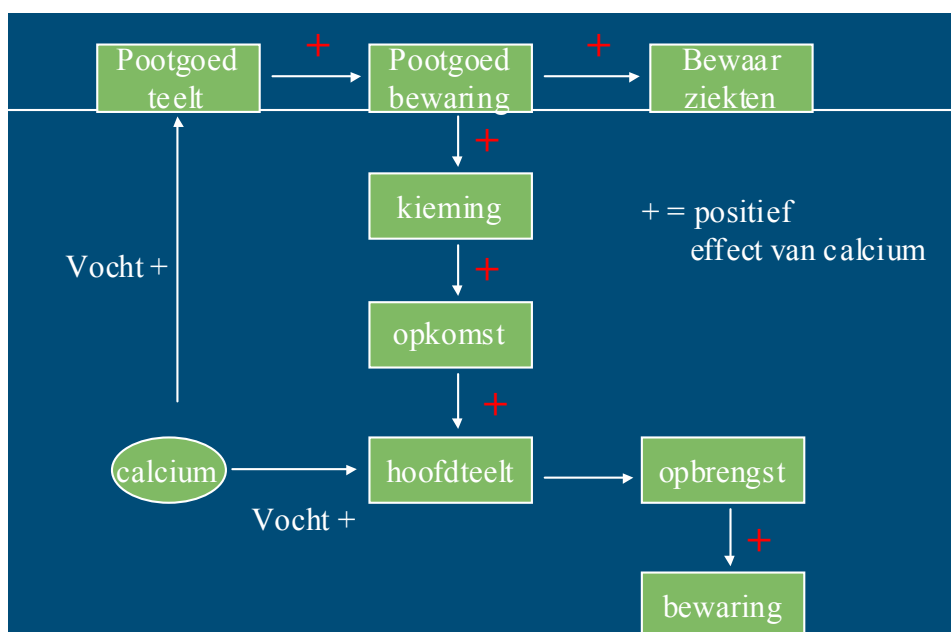 Pootgoed
teelt
+
Pootgoed
bewaring
+
Bewaar
ziekten
+
kieming
+ = positief
effect van calcium
Vocht +
+
opkomst
+
calcium
hoofdteelt
opbrengst
Vocht +
+
bewaring